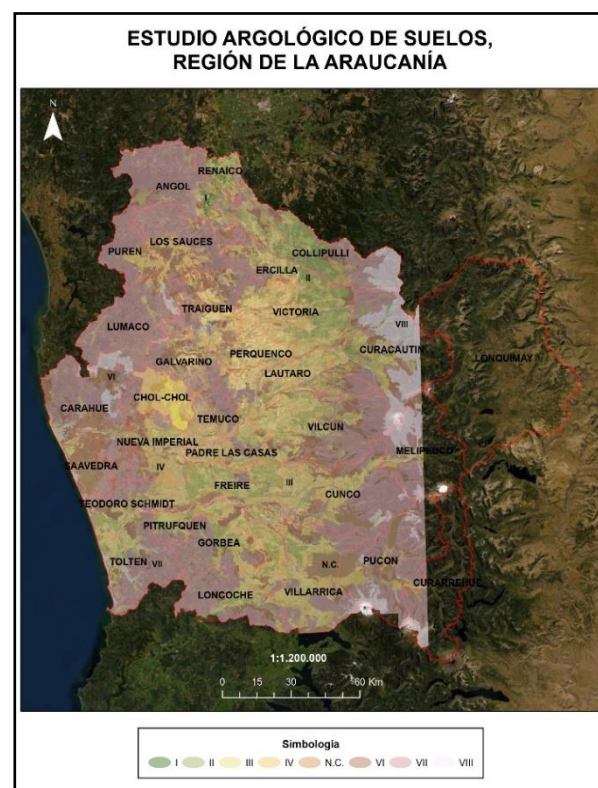 ESTUDIO ARGOLÓGICO DE SUELOS,
REGIÓN DE LA ARAUCANÍA
N
RENAICO
ANGOL
I
LOS SAUCES
PUREN
COLLIPULLI
ERCILLA
II
TRAIGUEN
VICTORIA
LUMACO
VIII
CURACAUTIN
LONQUIMAY
PERQUENCO
GALVARINO
LAUTARO
VI
CHOL-CHOL
CARAHUE
TEMUCO
VILCUN
NUEVA IMPERIAL
PADRE LAS CASAS
MELIPEUCO
SAAVEDRA
IV
FREIRE
III
CUNCO
TEODORO SCHMIDT
PITRUFQUEN
GORBEA
TOLTEN
VII
N.C.
PUCON
CURARREHUE
LONCOCHE
VILLARRICA
1:1.200.000
0 15 30 60 Km
Simbología
I II III IV N.C. VI VII VIII